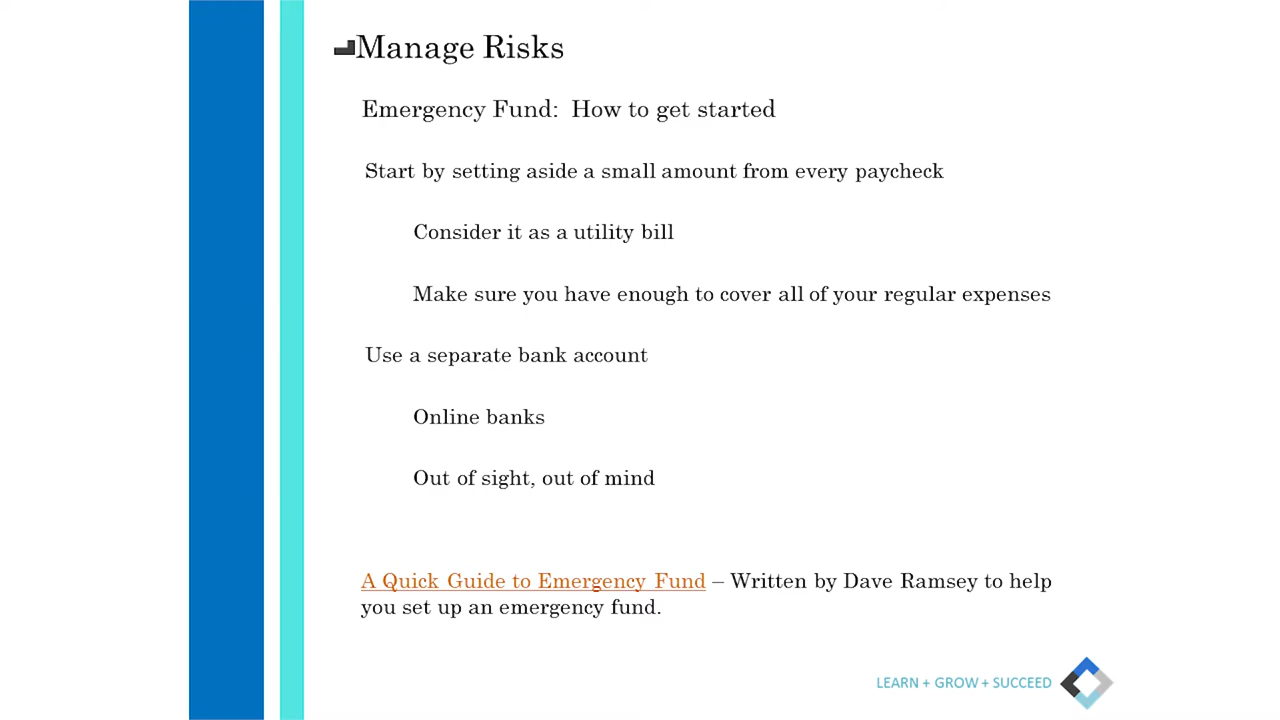 Manage Risks
Emergency Fund:  How to get started
Start by setting aside a small amount from every paycheck
Consider it as a utility bill
Make sure you have enough to cover all of your regular expenses
Use a separate bank account
Online banks
Out of sight, out of mind
A Quick Guide to Emergency Fund – Written by Dave Ramsey to help
you set up an emergency fund.
LEARN + GROW + SUCCEED